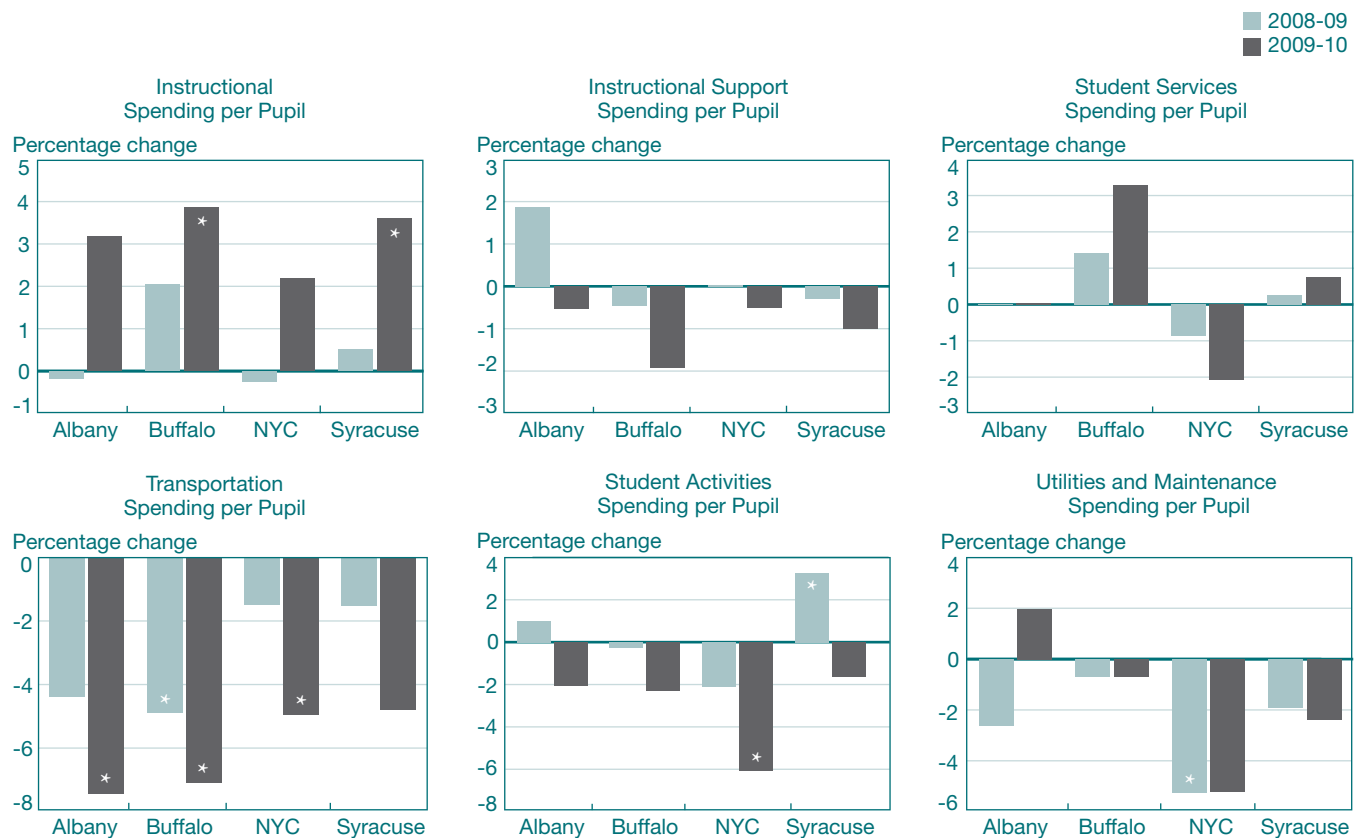 2008-09
2009-10
Instructional
Spending per Pupil
Percentage change
5
4
3
2
1
0
-1
Albany Buffalo NYC Syracuse
Instructional Support
Spending per Pupil
Percentage change
3
2
1
0
-1
-2
-3
Albany Buffalo NYC Syracuse
Student Services
Spending per Pupil
Percentage change
4
3
2
1
0
-1
-2
-3
Albany Buffalo NYC Syracuse
Transportation
Spending per Pupil
Percentage change
0
-2
-4
-6
-8
Albany Buffalo NYC Syracuse
Student Activities
Spending per Pupil
Percentage change
4
2
0
-2
-4
-6
-8
Albany Buffalo NYC Syracuse
Utilities and Maintenance
Spending per Pupil
Percentage change
4
2
0
-2
-4
-6
Albany Buffalo NYC Syracuse